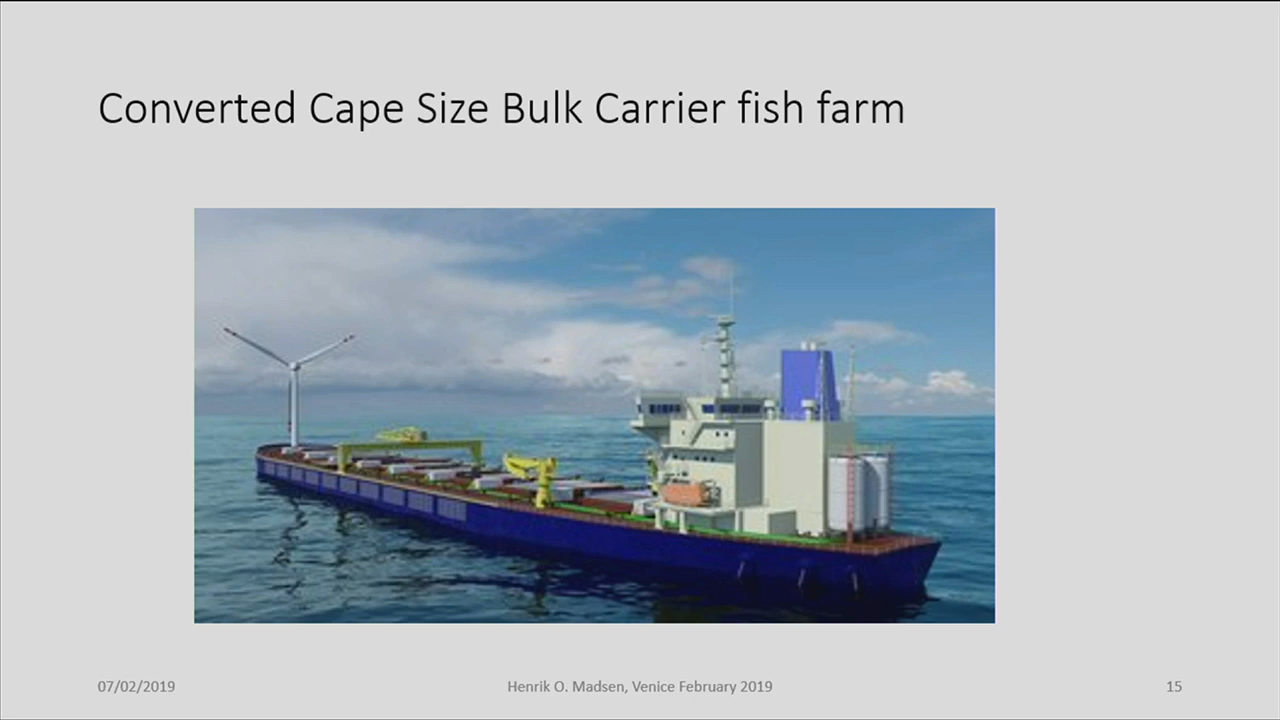 Converted Cape Size Bulk Carrier fish farm
07/02/2019
Henrik O. Madsen, Venice February 2019
15